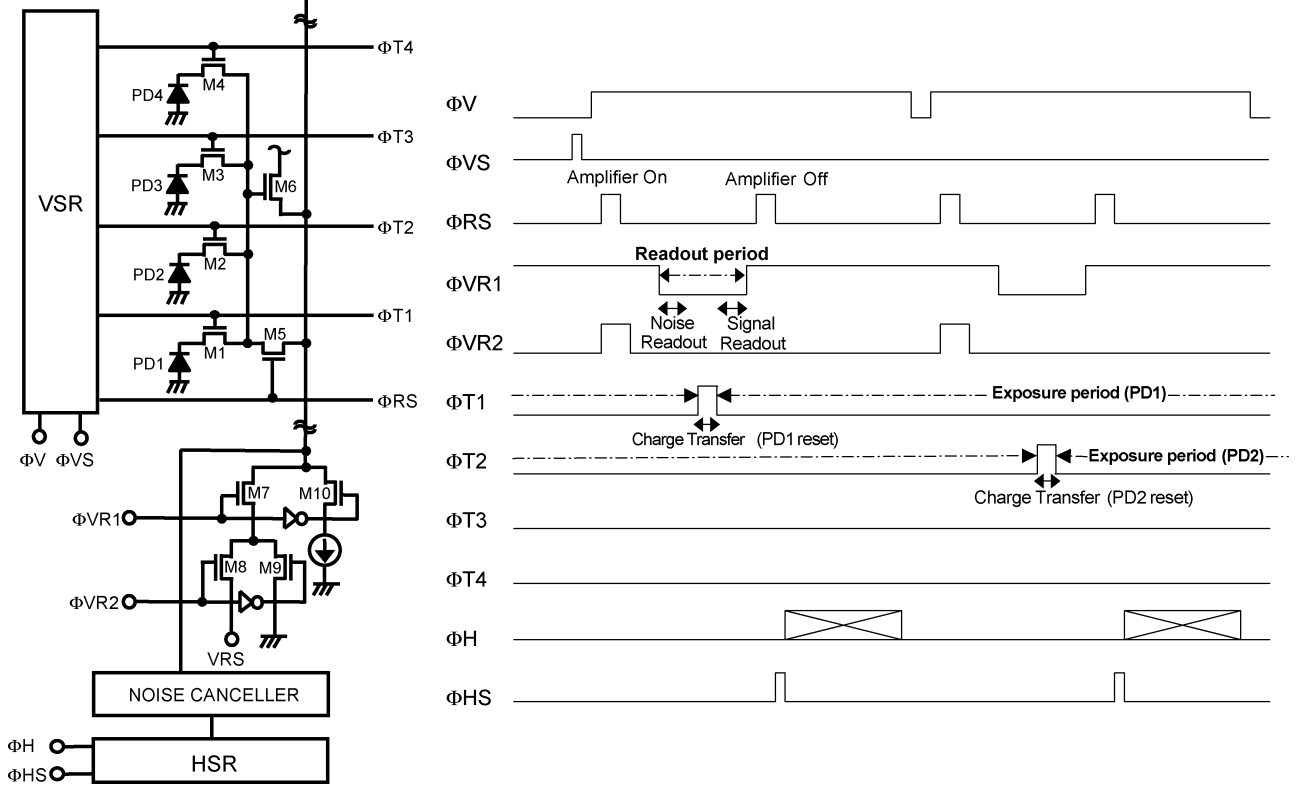 VSR
ΦT4
M4
PD4
ΦT3
M3
PD3
M6
ΦT2
M2
PD2
ΦT1
M5
M1
PD1
ΦRS
ΦV ΦVS
M7 M10
ΦVR1
M8 M9
ΦVR2
VRS
NOISE CANCELLER
ΦH
HSR
ΦHS
ΦV
ΦVS
Amplifier On Amplifier Off
ΦRS
Readout period
ΦVR1
Noise Readout
Signal Readout
ΦVR2
Exposure period (PD1)
ΦT1
Charge Transfer (PD1 reset)
ΦT2
Exposure period (PD2)
Charge Transfer (PD2 reset)
ΦT3
ΦT4
ΦH
ΦHS